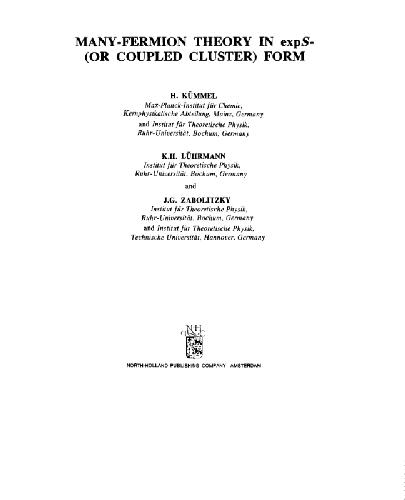 MANY-FERMION THEORY IN expS-
(OR COUPLED CLUSTER) FORM
H. KÜMMEL
Max-Planck-Institut für Chemie,
Kernphysikalische Abteilung, Mainz, Germany
and Institut für Theoretische Physik,
Ruhr-Universität, Bochum, Germany
K.H. LÜHRMANN
Institut für Theoretische Physik,
Ruhr-Universität, Bochum, Germany
and
J.G. ZABOLITZKY
Institut für Theoretische Physik,
Ruhr-Universität, Bochum, Germany
and Institut für Theoretische Physik,
Technische Universität, Hannover, Germany
NH
NORTH-HOLLAND PUBLISHING COMPANY AMSTERDAM